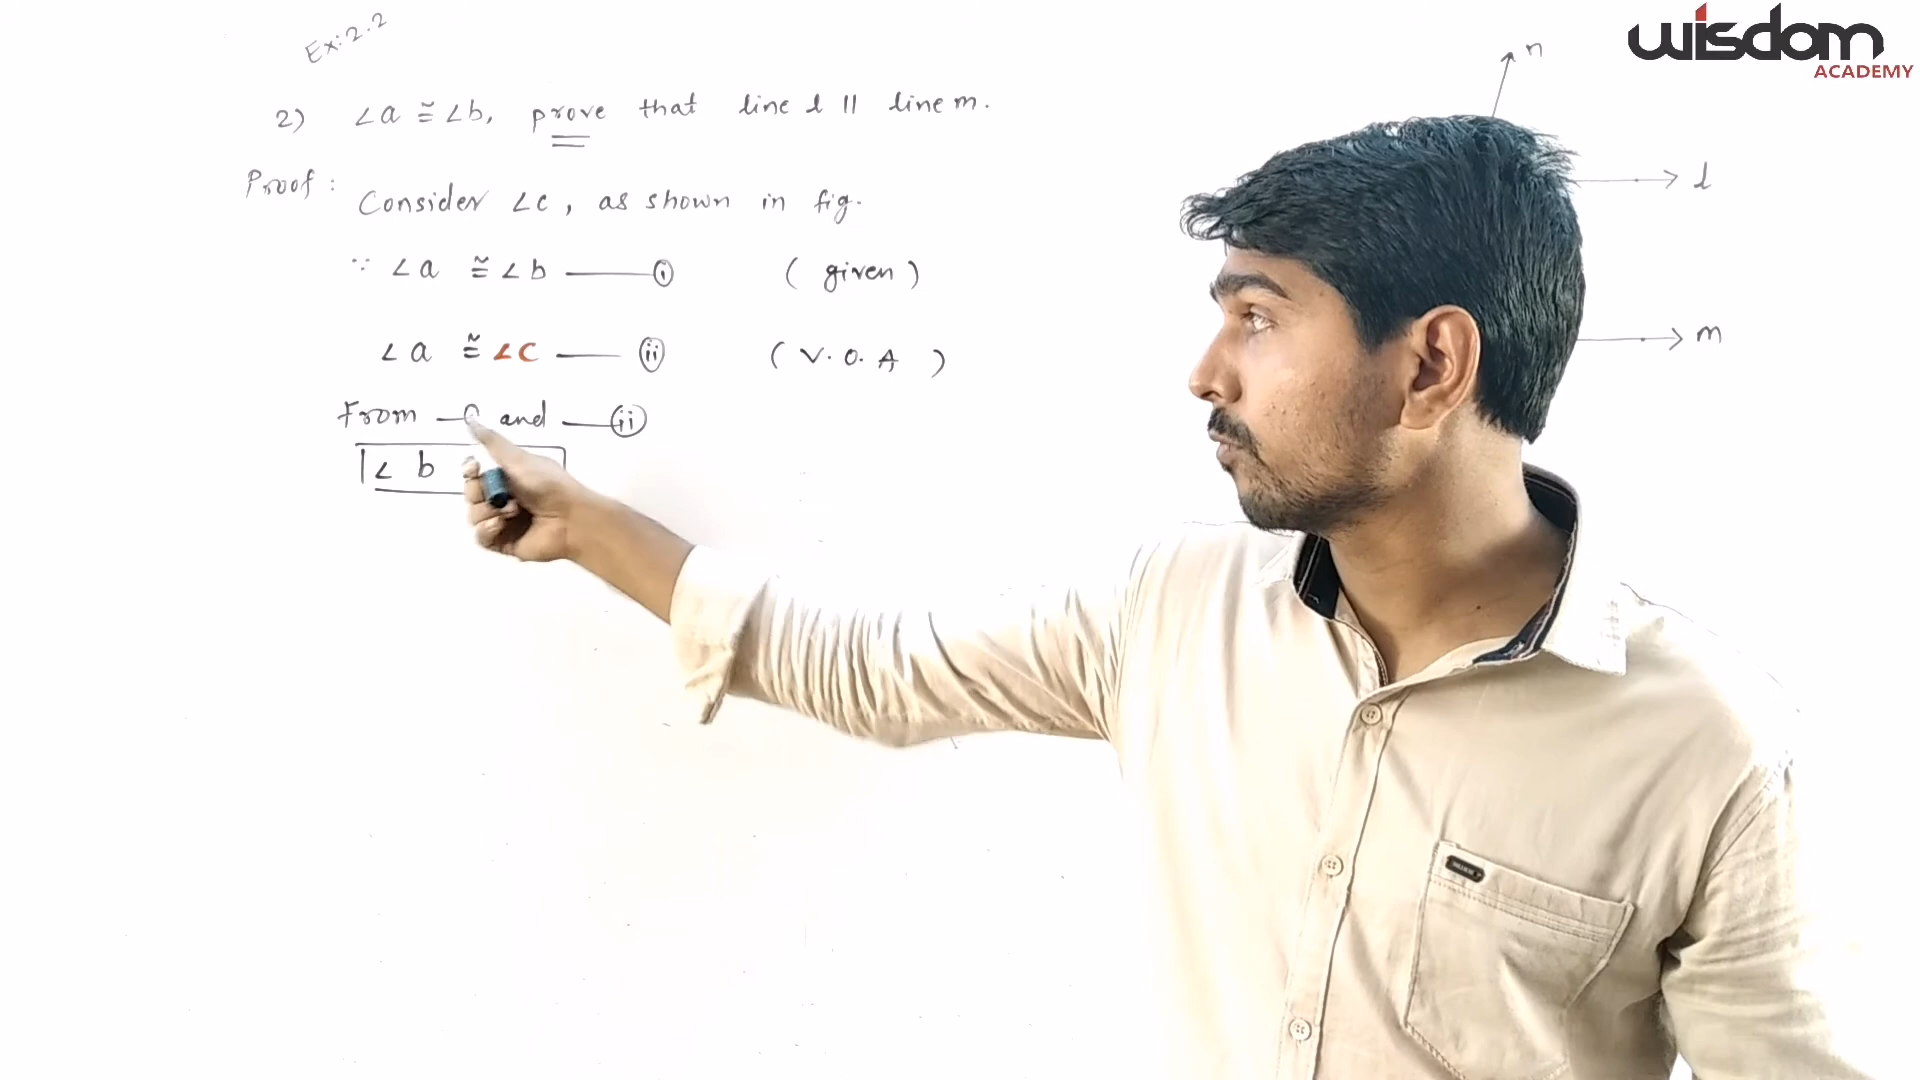 Ex:2.2
wisdom
ACADEMY
n
2) ∠a ≅ ∠b, prove that line l || line m.
l
Proof :
Consider ∠c, as shown in fig.
∵ ∠a ≅ ∠b —— (i) (given)
m
∠a ≅ ∠c —— (ii) (V.O.A)
From — and — (ii)
∠b